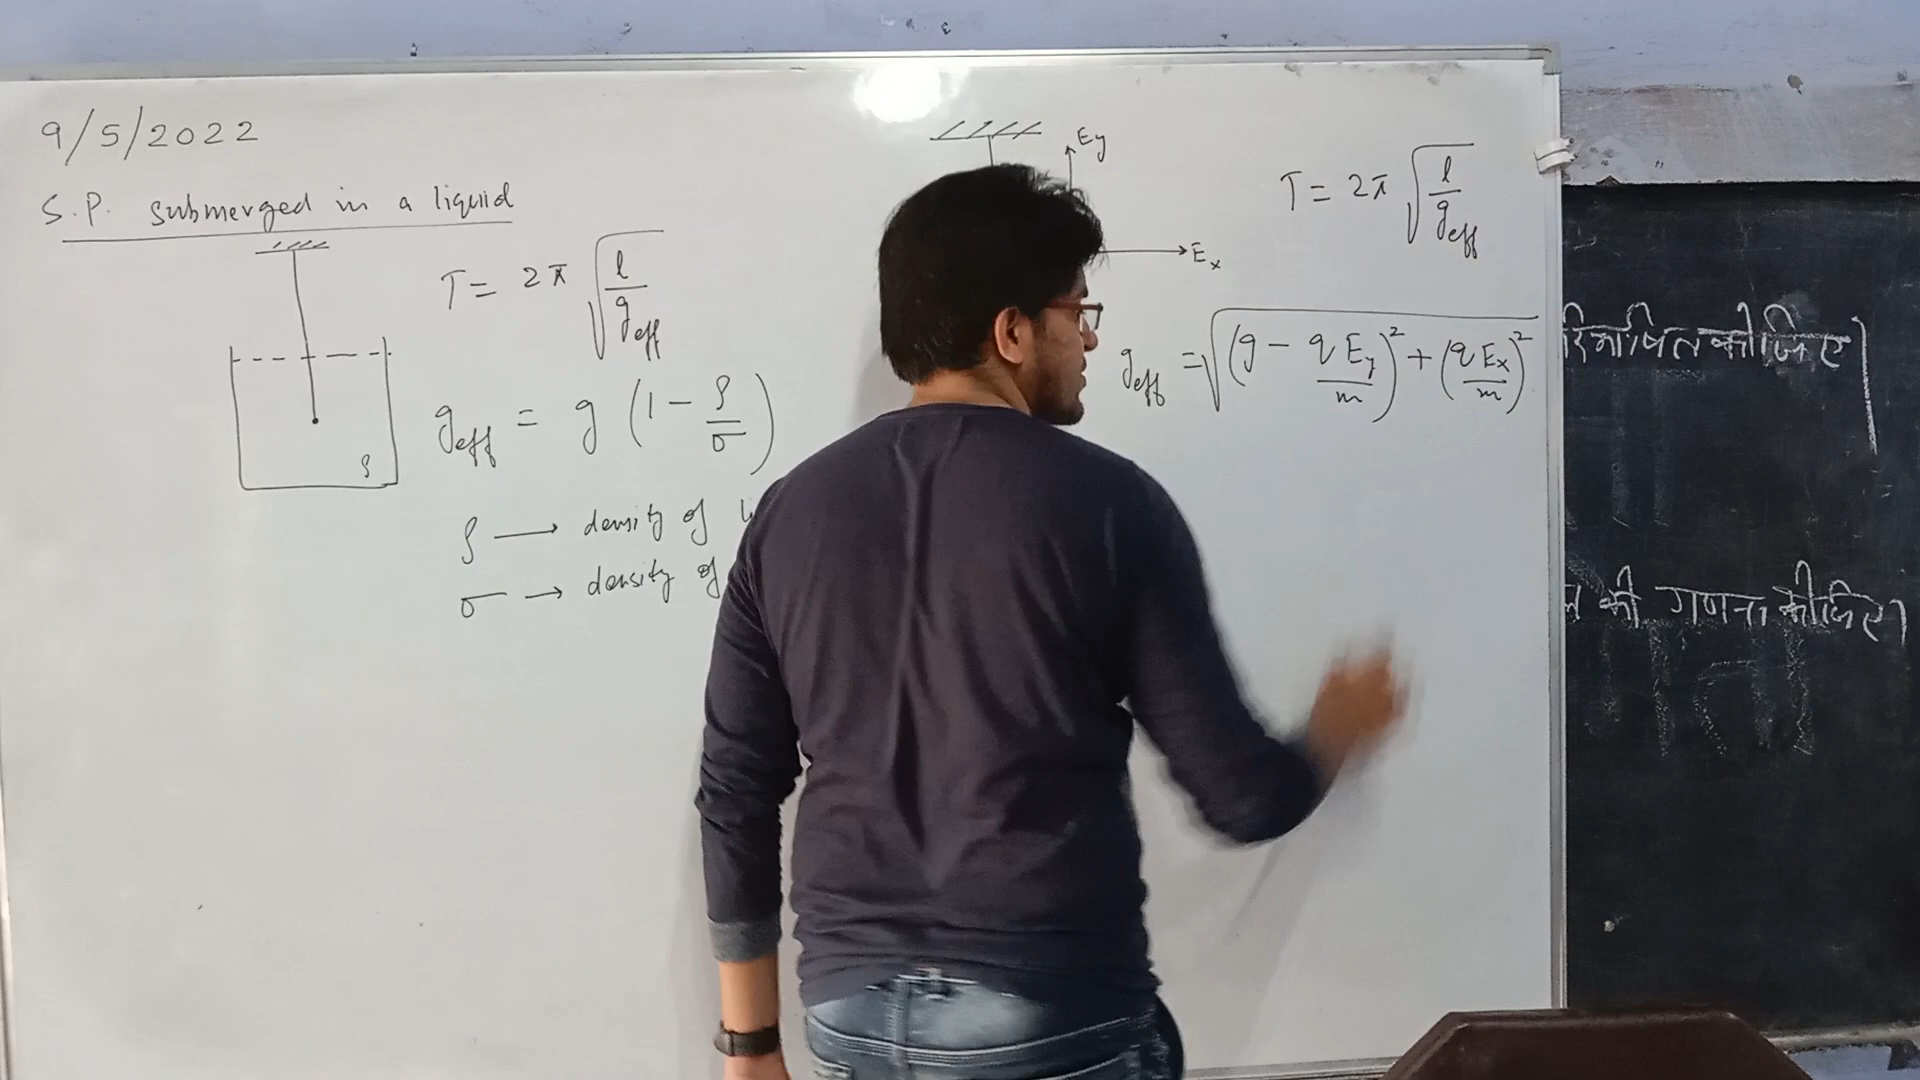 9/5/2022
S.P. submerged in a liquid
T = 2π √(l/g_eff)
g_eff = g (1 - ρ/σ)
ρ
ρ → density of
σ → density of
E_y
E_x
T = 2π √(l/g_eff)
g_eff = √((g - qE_y/m)² + (qE_x/m)²)
कीजिए।
की गणना कीजिए।